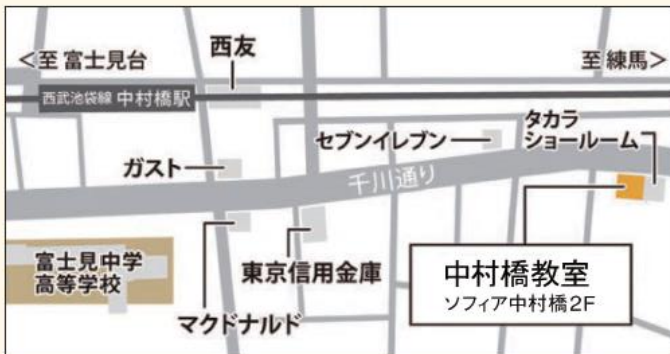 <至 富士見台
西友
至 練馬>
西武池袋線 中村橋駅
タカラ
ショールーム
セブンイレブン
ガスト
千川通り
富士見中学
高等学校
東京信用金庫
マクドナルド
中村橋教室
ソフィア中村橋2F